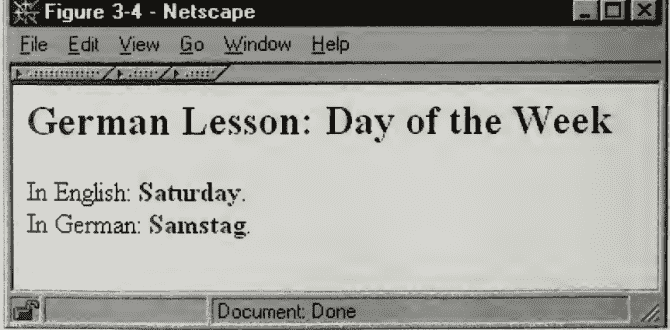 Figure 3-4 - Netscape
File Edit View Go Window Help
German Lesson: Day of the Week
In English: Saturday.
In German: Samstag.
Document: Done